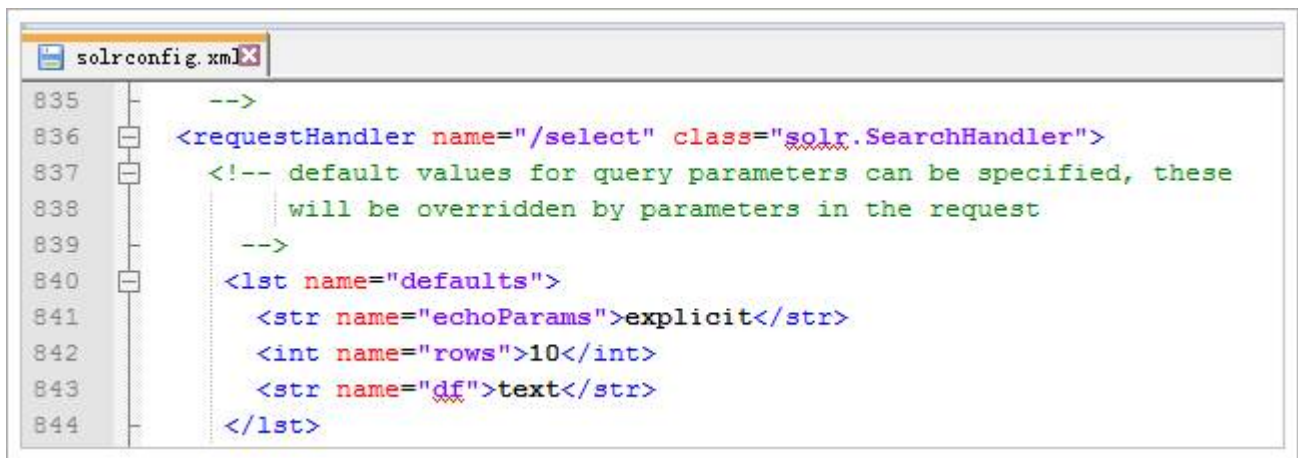 solrconfig.xml
835 -->
836 <requestHandler name="/select" class="solr.SearchHandler">
837 <!-- default values for query parameters can be specified, these
838 will be overridden by parameters in the request
839 -->
840 <lst name="defaults">
841 <str name="echoParams">explicit</str>
842 <int name="rows">10</int>
843 <str name="df">text</str>
844 </lst>